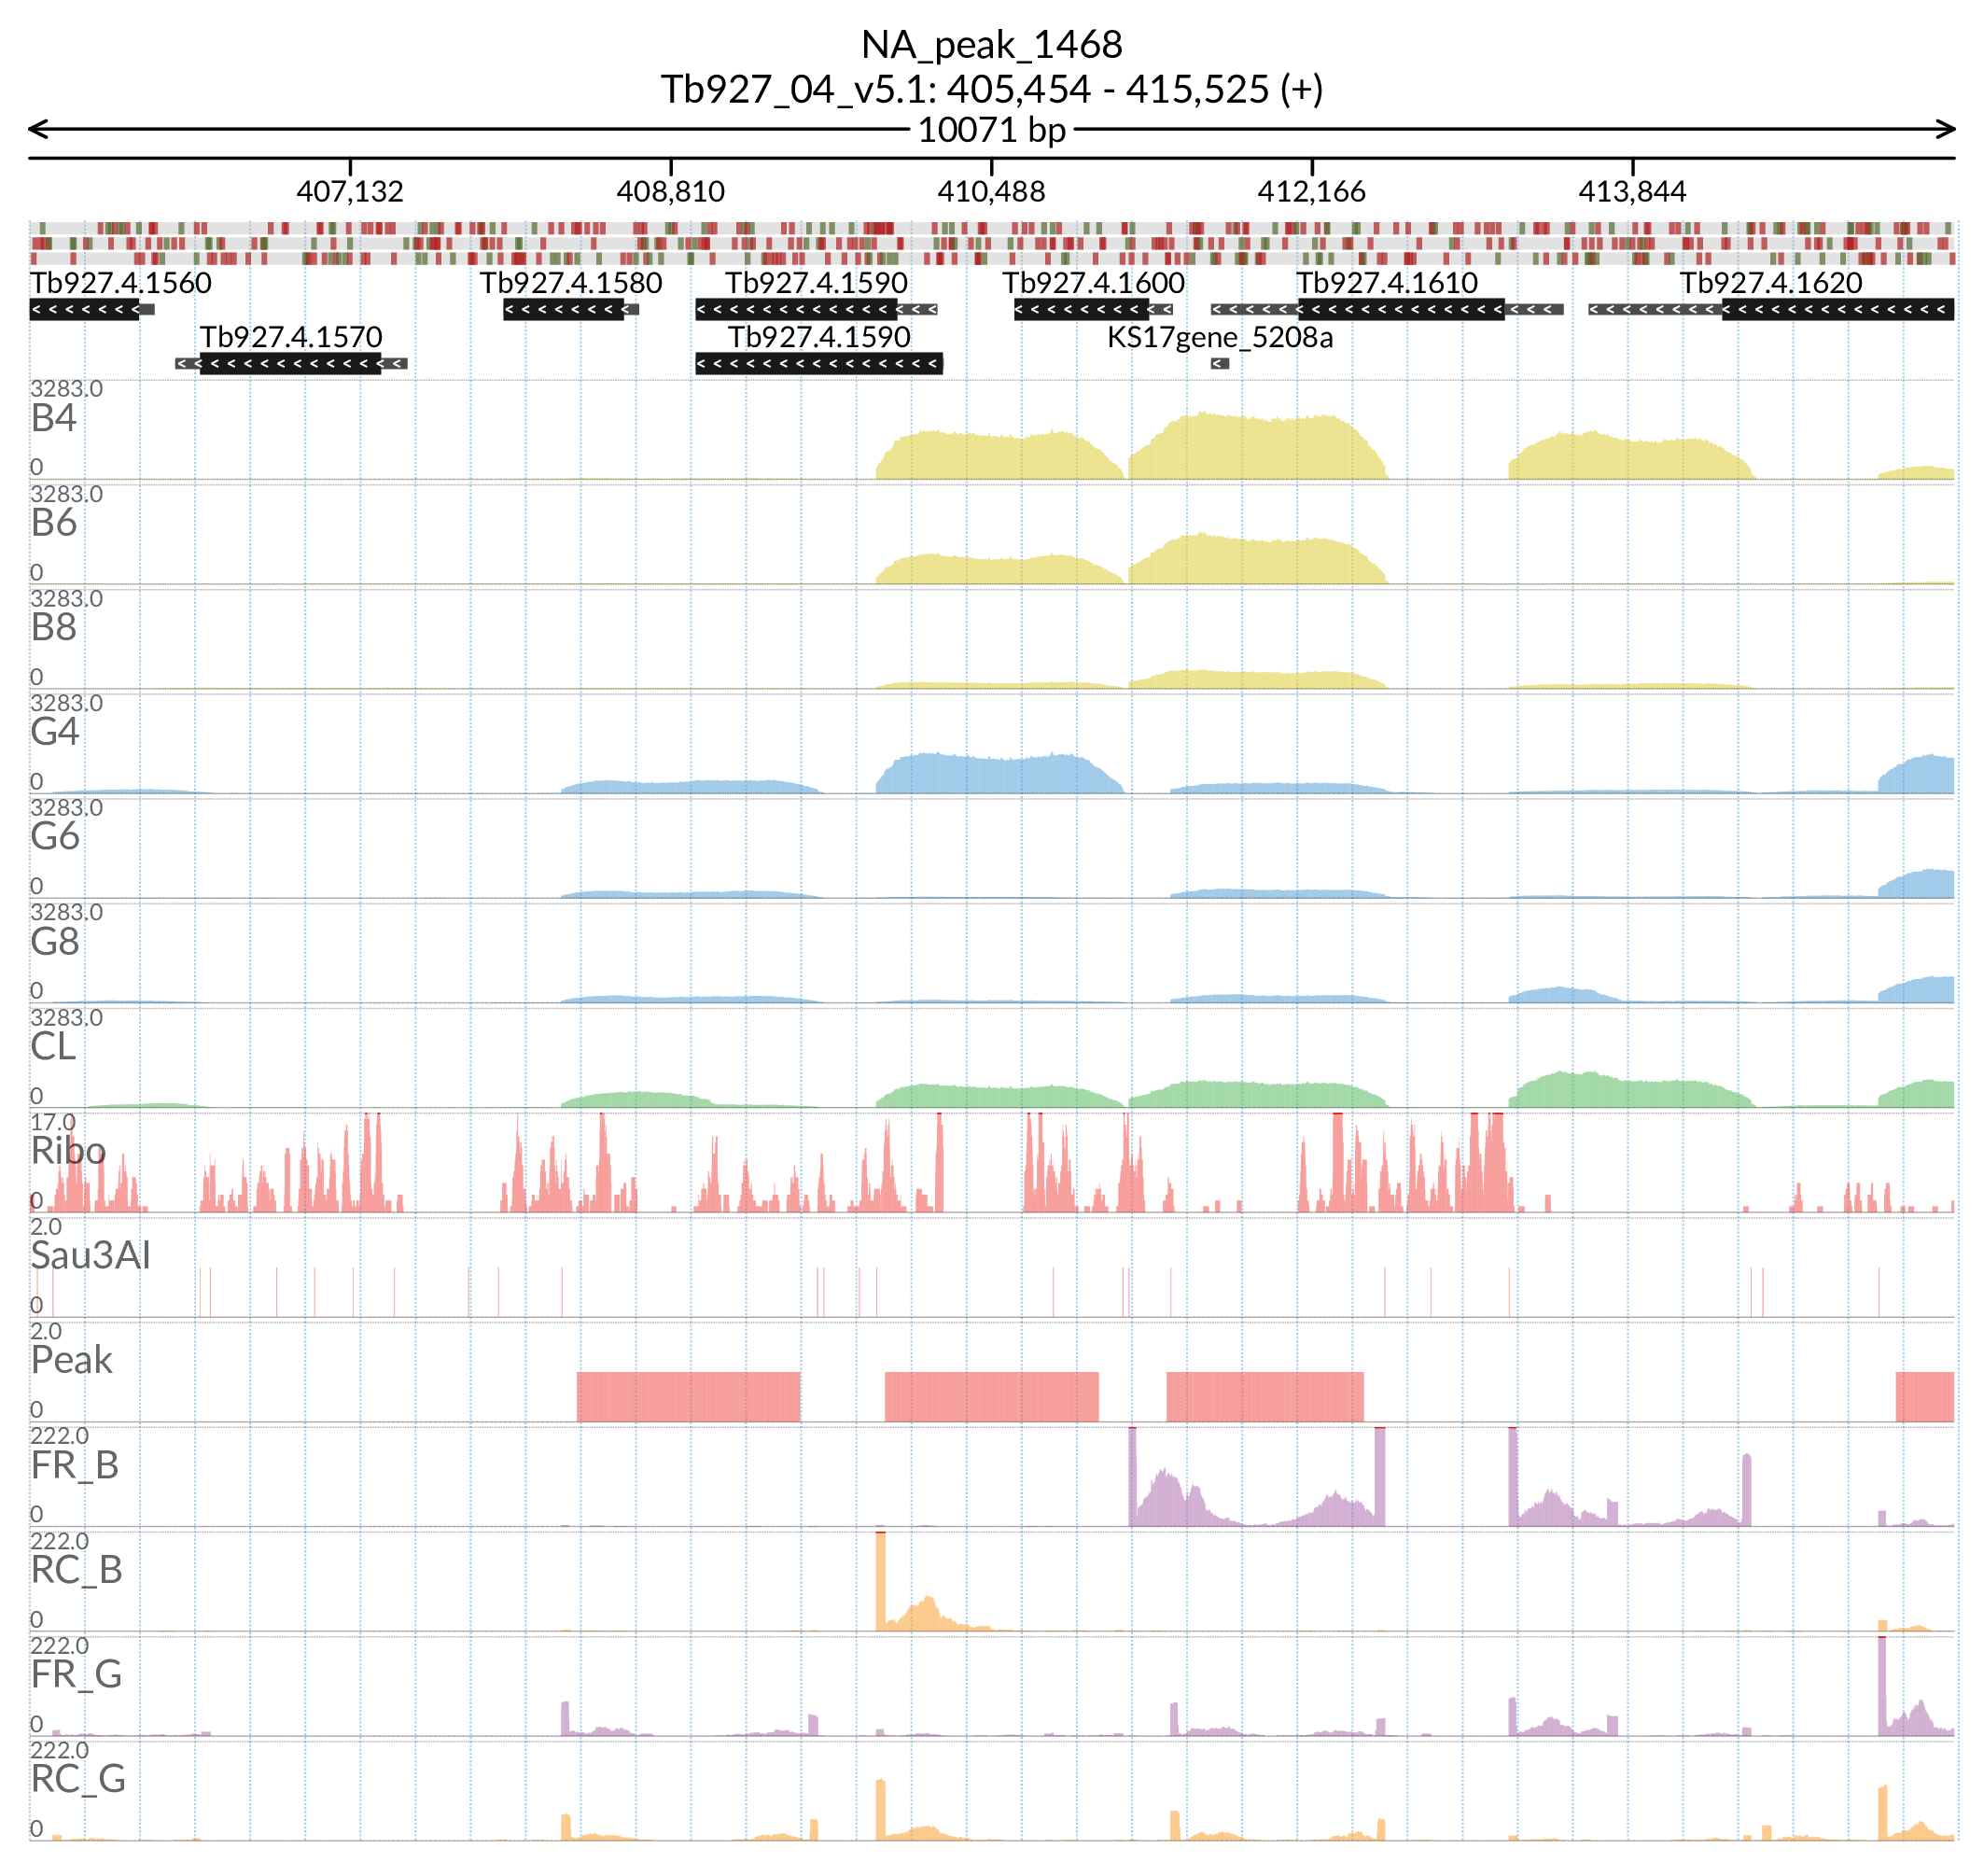 NA_peak_1468
Tb927_04_v5.1: 405,454 - 415,525 (+)
10071 bp
407,132 408,810 410,488 412,166 413,844
Tb927.4.1560 Tb927.4.1580 Tb927.4.1590 Tb927.4.1600 Tb927.4.1610 Tb927.4.1620
Tb927.4.1570 Tb927.4.1590 KS17gene_5208a
3283.0
B4
0
3283.0
B6
0
3283.0
B8
0
3283.0
G4
0
3283.0
G6
0
3283.0
G8
0
3283.0
CL
0
17.0
Ribo
0
2.0
Sau3AI
0
2.0
Peak
0
222.0
FR_B
0
222.0
RC_B
0
222.0
FR_G
0
222.0
RC_G
0